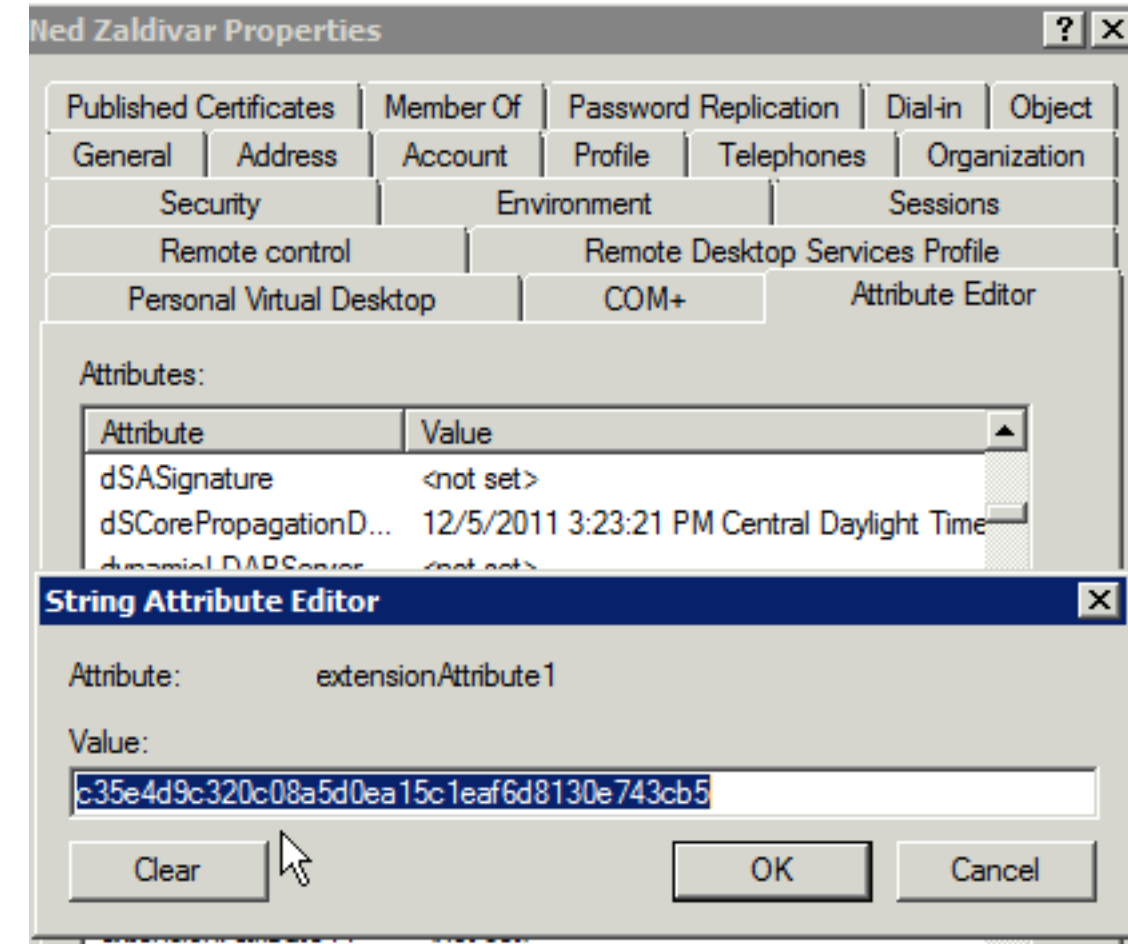 Ned Zaldivar Properties
Published Certificates Member Of Password Replication Dial-in Object
General Address Account Profile Telephones Organization
Security Environment Sessions
Remote control Remote Desktop Services Profile
Personal Virtual Desktop COM+ Attribute Editor
Attributes:
Attribute Value
dSASignature <not set>
dSCorePropagationD... 12/5/2011 3:23:21 PM Central Daylight Time
String Attribute Editor
Attribute: extensionAttribute1
Value:
c35e4d9c320c08a5d0ea15c1eaf6d8130e743cb5
Clear OK Cancel